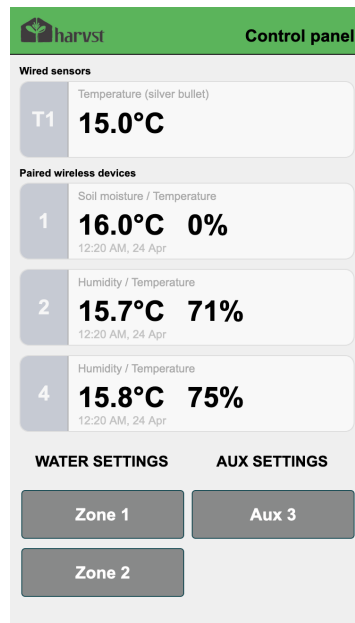 harvst
Control panel
Wired sensors
T1
Temperature (silver bullet)
15.0°C
Paired wireless devices
1
Soil moisture / Temperature
16.0°C 0%
12:20 AM, 24 Apr
2
Humidity / Temperature
15.7°C 71%
12:20 AM, 24 Apr
4
Humidity / Temperature
15.8°C 75%
12:20 AM, 24 Apr
WATER SETTINGS
AUX SETTINGS
Zone 1
Aux 3
Zone 2